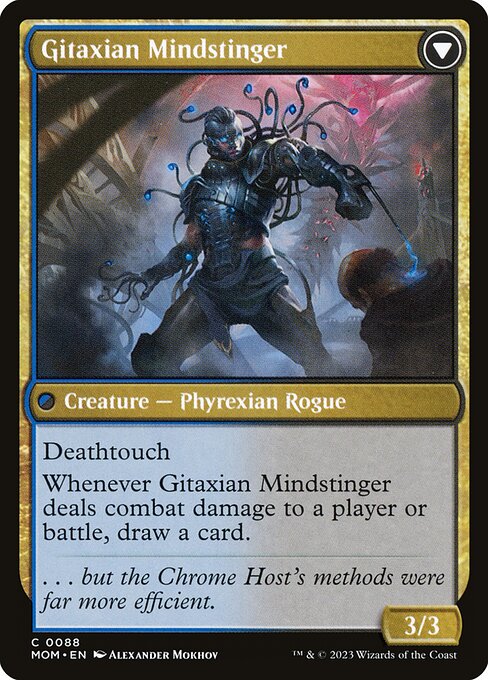 Gitaxian Mindstinger
Creature — Phyrexian Rogue
Deathtouch
Whenever Gitaxian Mindstinger
deals combat damage to a player or
battle, draw a card.
. . . but the Chrome Host's methods were
far more efficient.
3/3
C 0088
MOM • EN Alexander Mokhov
™ & © 2023 Wizards of the Coast